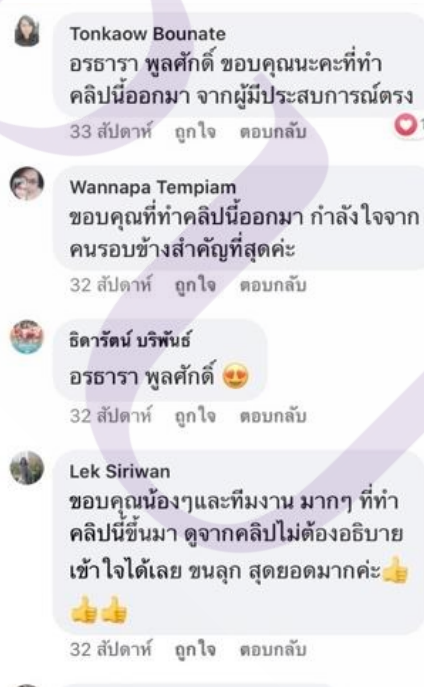 Tonkaow Bounate
อรธารา พูลศักดิ์ ขอบคุณนะคะที่ทำ
คลิปนี้ออกมา จากผู้มีประสบการณ์ตรง
33 สัปดาห์ ถูกใจ ตอบกลับ
Wannapa Tempiam
ขอบคุณที่ทำคลิปนี้ออกมา กำลังใจจาก
คนรอบข้างสำคัญที่สุดค่ะ
32 สัปดาห์ ถูกใจ ตอบกลับ
ธิดารัตน์ บริพันธ์
อรธารา พูลศักดิ์ 😍
32 สัปดาห์ ถูกใจ ตอบกลับ
Lek Siriwan
ขอบคุณน้องๆและทีมงาน มากๆ ที่ทำ
คลิปนี้ขึ้นมา ดูจากคลิปไม่ต้องอธิบาย
เข้าใจได้เลย ขนลุก สุดยอดมากค่ะ👍
👍👍
32 สัปดาห์ ถูกใจ ตอบกลับ